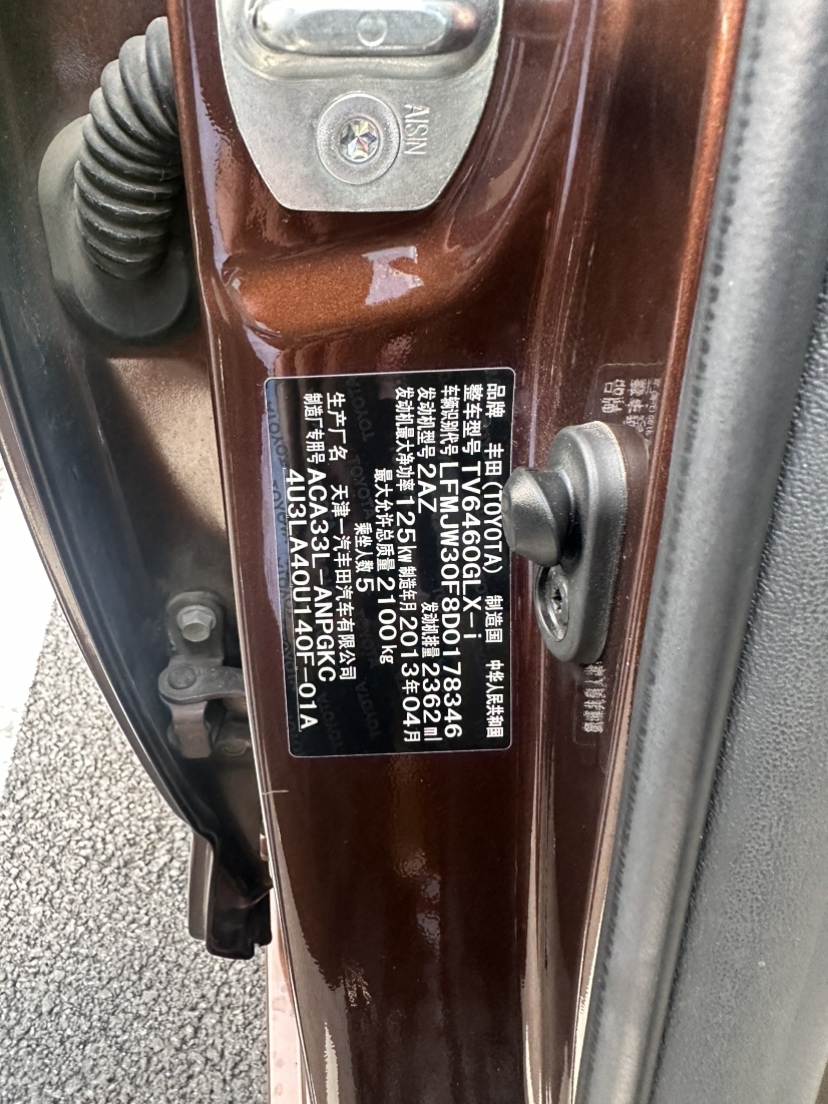 AISIN
品牌 丰田(TOYOTA) 制造国 中华人民共和国
整车型号 TV6460GLX-i
车辆识别代号 LFMJW30F8D0178346
发动机型号 2AZ 发动机排量 2362 ml
发动机最大净功率 125kw 制造年月 2013年04月
最大允许总质量 2100kg
乘坐人数 5
生产厂名 天津一汽丰田汽车有限公司
制造厂专用号 ACA33L-ANPGKC
4U3LA40U140F-01A